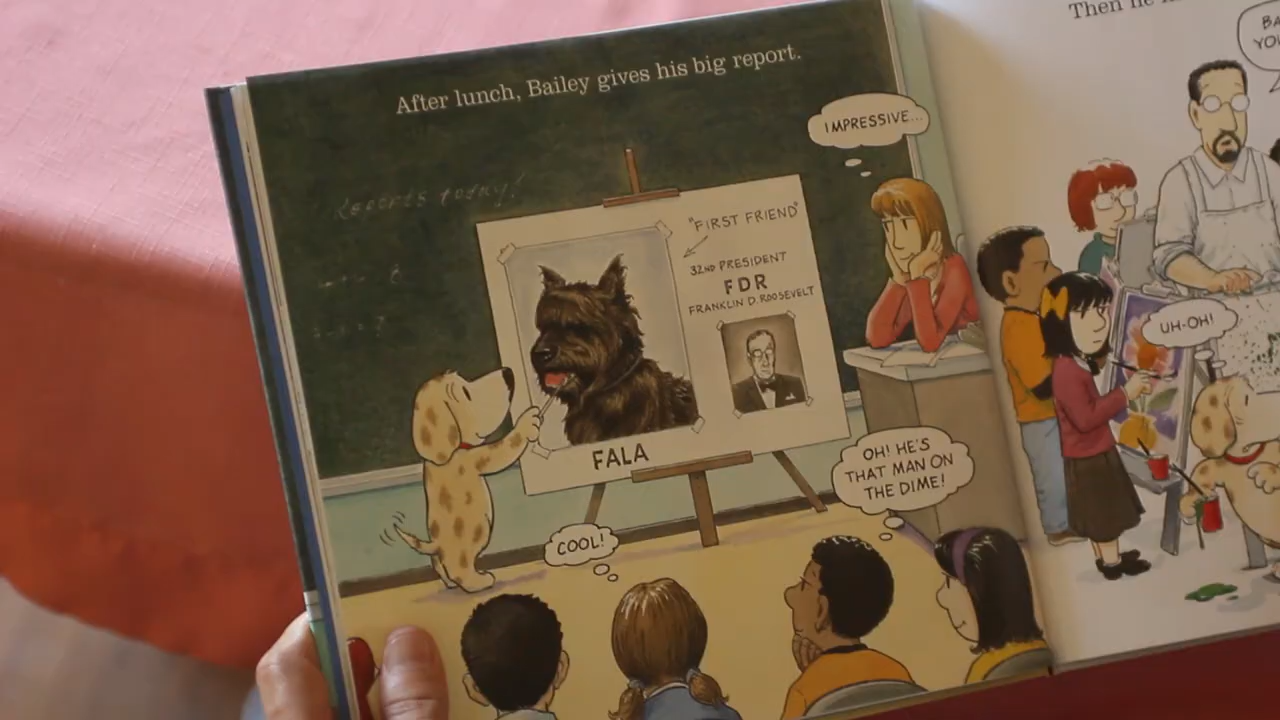 After lunch, Bailey gives his big report.
IMPRESSIVE...
Reports today!
"FIRST FRIEND"
32ND PRESIDENT
FDR
FRANKLIN D. ROOSEVELT
FALA
COOL!
OH! HE'S
THAT MAN ON
THE DIME!
Then he
UH-OH!